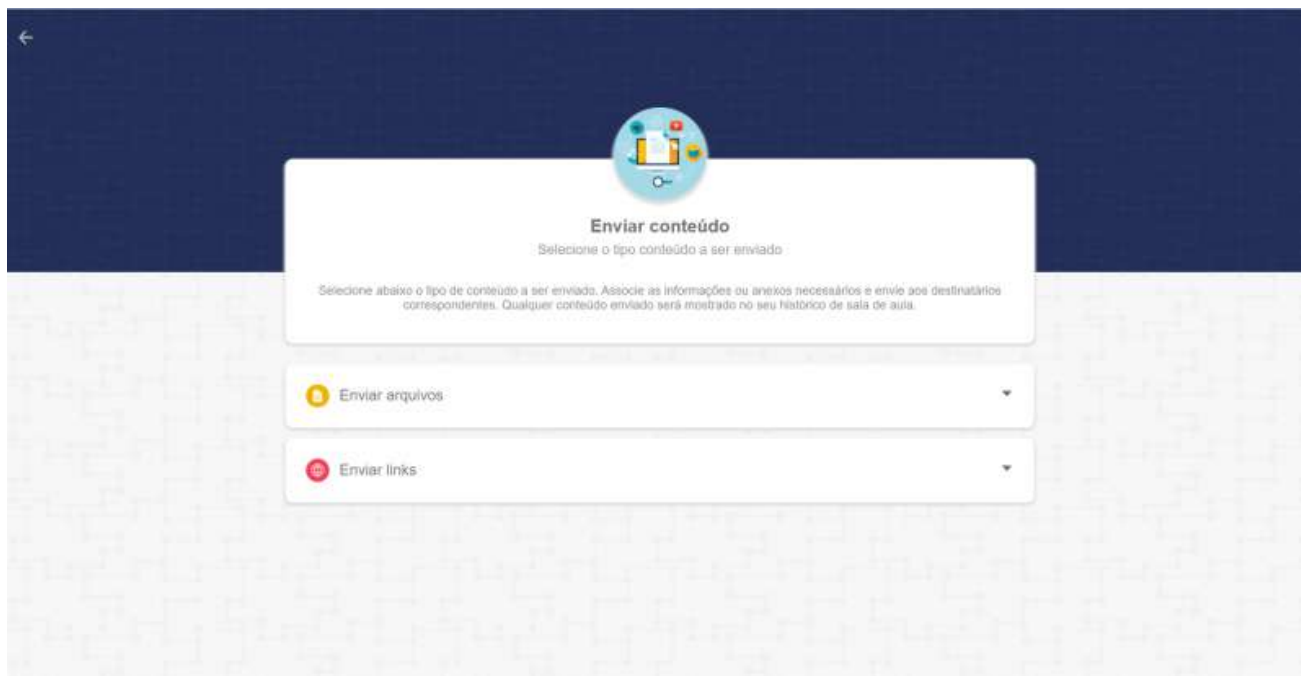 Enviar conteúdo
Selecione o tipo conteúdo a ser enviado
Selecione abaixo o tipo de conteúdo a ser enviado. Associe as informações ou anexos necessários e envie aos destinatários
correspondentes. Qualquer conteúdo enviado será mostrado no seu histórico de sala de aula.
Enviar arquivos
Enviar links